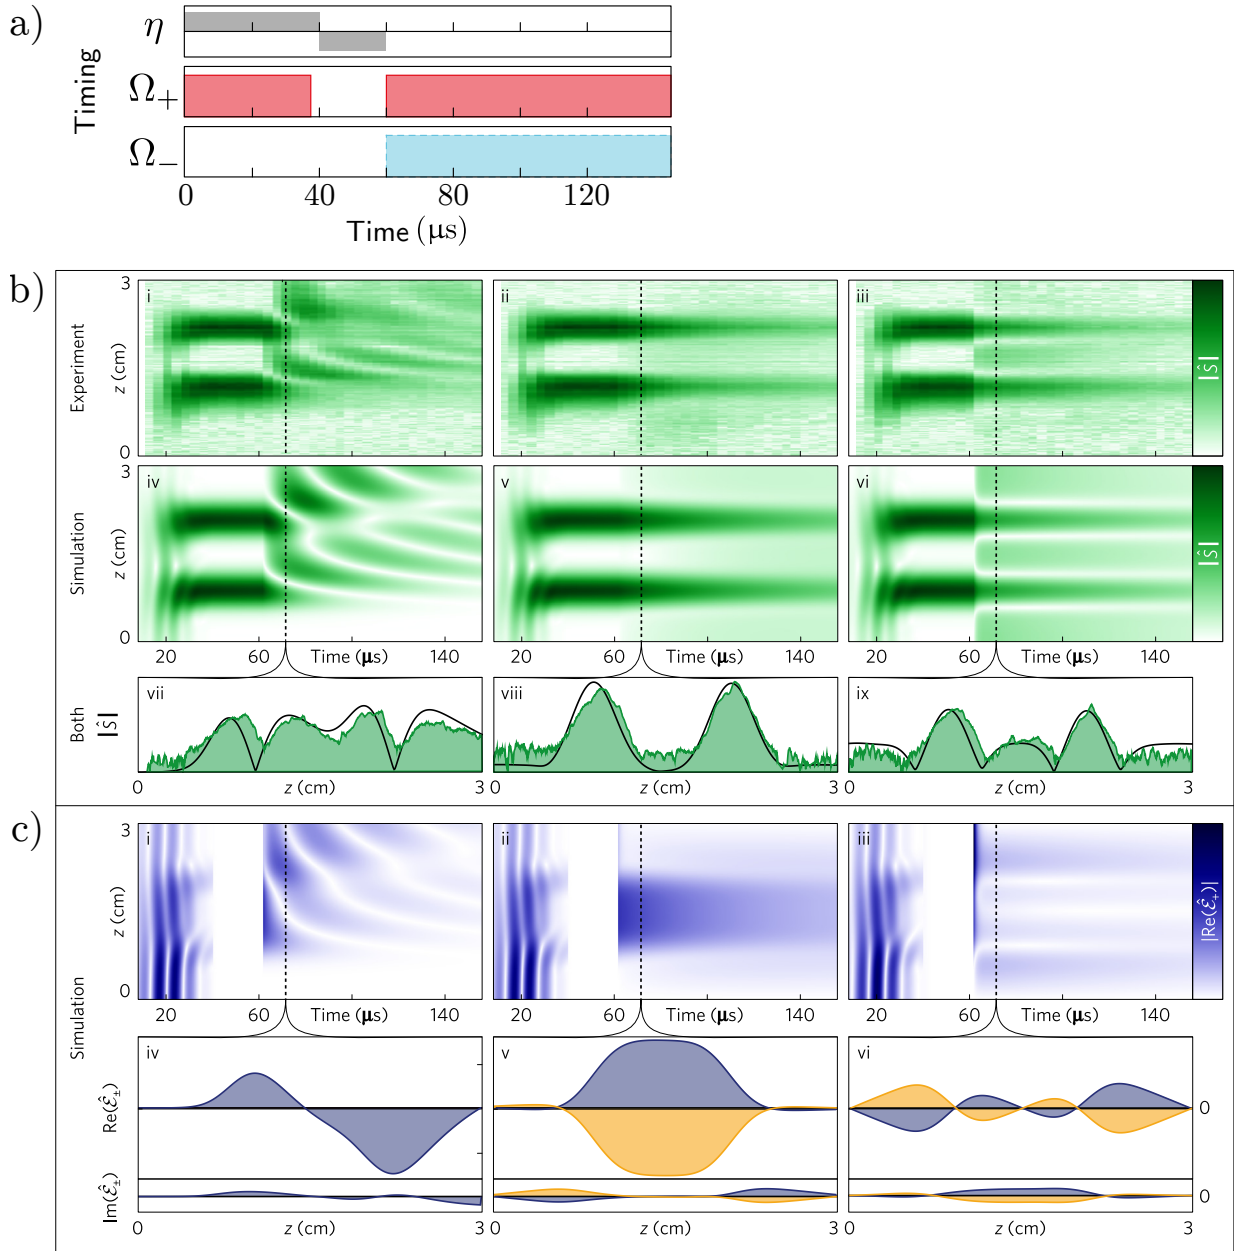 a)
Timing
η
Ω+
Ω−
0 40 80 120
Time (μs)
b)
Experiment
z (cm)
3
0
i
ii
iii
|Ŝ|
Simulation
z (cm)
3
0
iv
v
vi
|Ŝ|
20 60 Time (μs) 140
20 60 Time (μs) 140
20 60 Time (μs) 140
Both
|Ŝ|
vii
viii
ix
0 z (cm) 3
0 z (cm) 3
0 z (cm) 3
c)
Simulation
z (cm)
3
0
i
ii
iii
|Re(ℰ̂±)|
20 60 Time (μs) 140
20 60 Time (μs) 140
20 60 Time (μs) 140
Re(ℰ̂±)
iv
v
vi
0
Im(ℰ̂±)
0
0 z (cm) 3
0 z (cm) 3
0 z (cm) 3